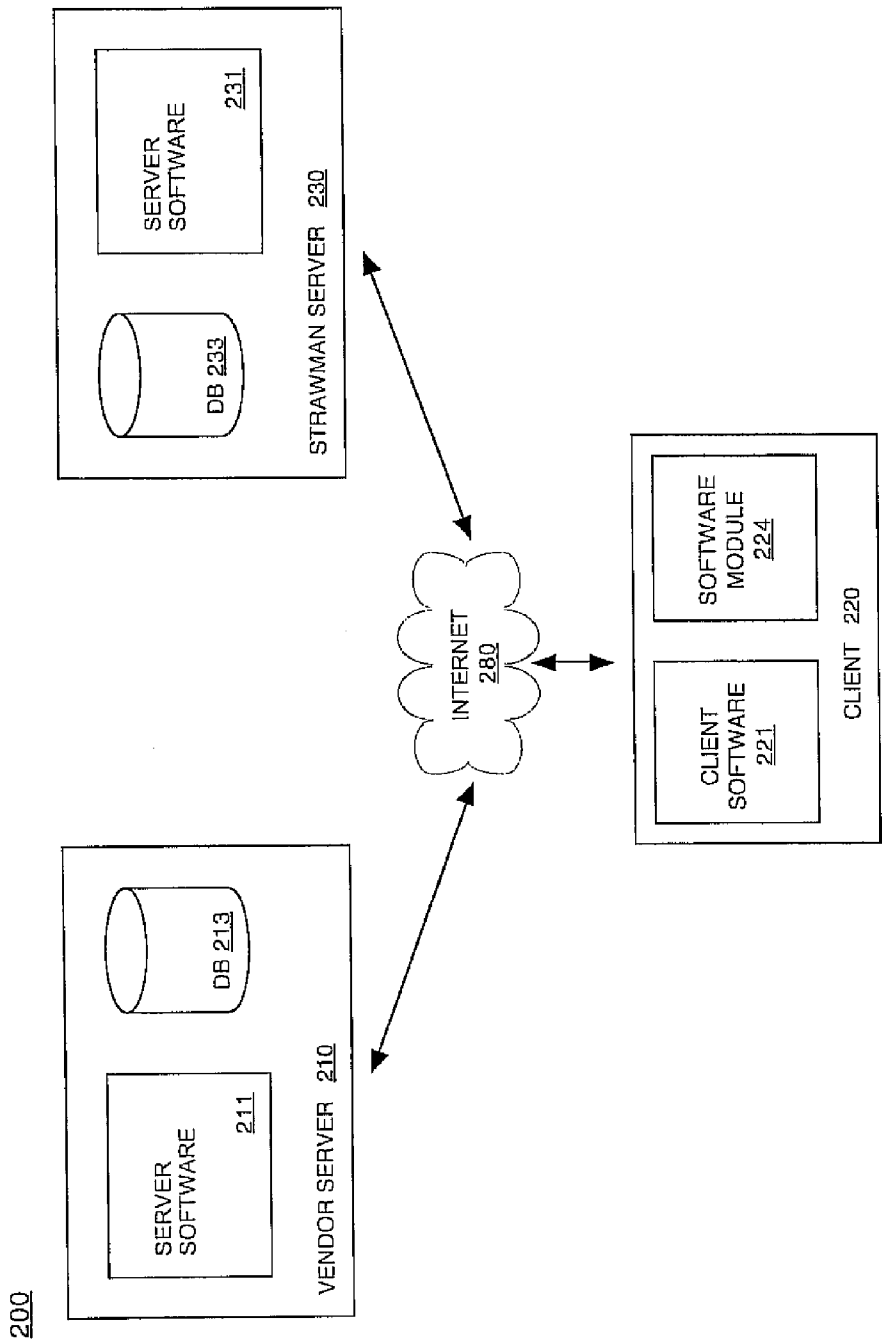 200
SERVER
SOFTWARE
211
DB 213
VENDOR SERVER 210
DB 233
SERVER
SOFTWARE
231
STRAWMAN SERVER 230
INTERNET
280
CLIENT
SOFTWARE
221
SOFTWARE
MODULE
224
CLIENT 220